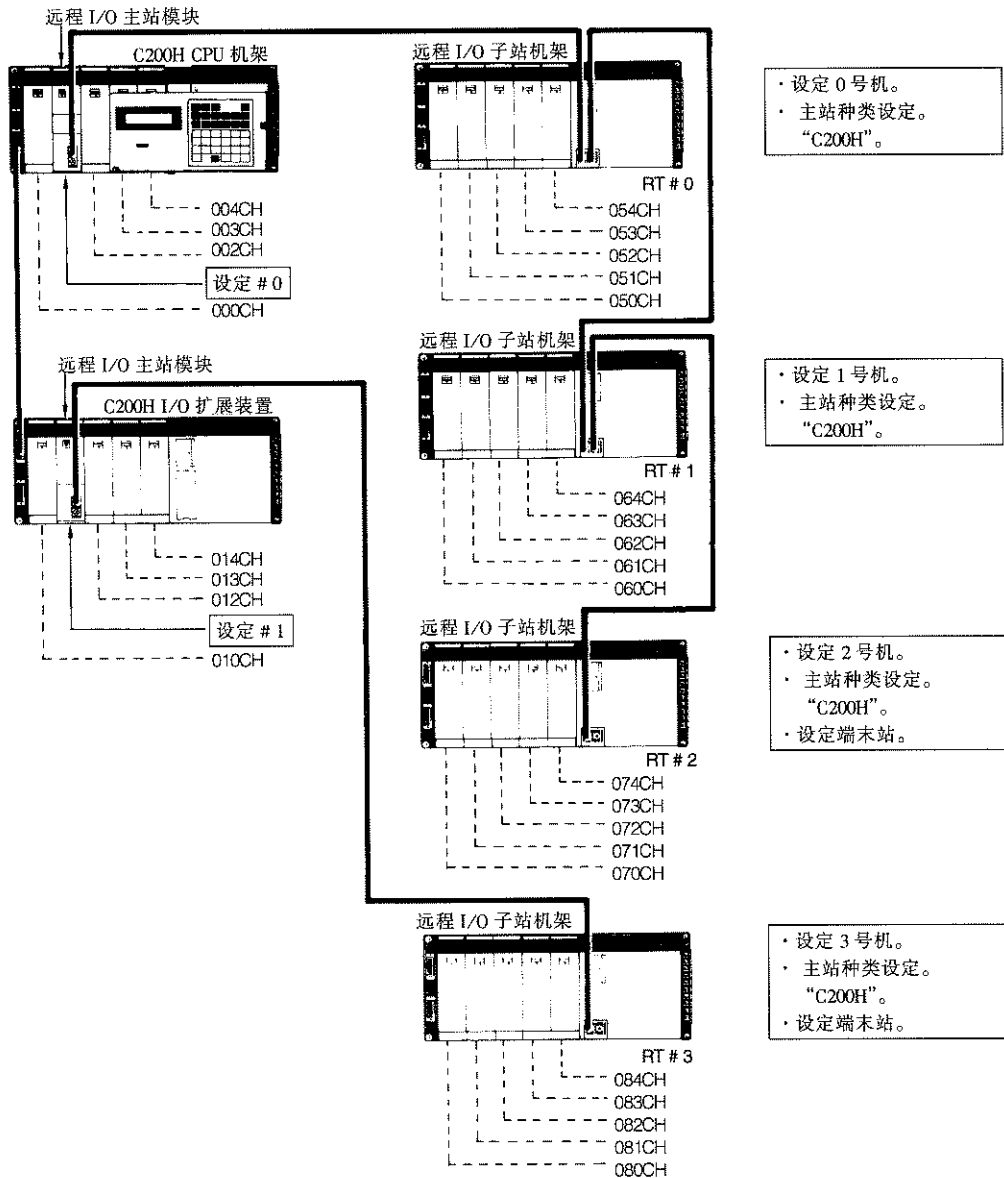 远程 I/O 主站模块
C200H CPU 机架
004CH
003CH
002CH
设定 # 0
000CH
远程 I/O 子站机架
RT # 0
054CH
053CH
052CH
051CH
050CH
· 设定 0 号机。
· 主站种类设定。
“C200H”。
远程 I/O 主站模块
C200H I/O 扩展装置
014CH
013CH
012CH
设定 # 1
010CH
远程 I/O 子站机架
RT # 1
064CH
063CH
062CH
061CH
060CH
· 设定 1 号机。
· 主站种类设定。
“C200H”。
远程 I/O 子站机架
RT # 2
074CH
073CH
072CH
071CH
070CH
· 设定 2 号机。
· 主站种类设定。
“C200H”。
· 设定端末站。
远程 I/O 子站机架
RT # 3
084CH
083CH
082CH
081CH
080CH
· 设定 3 号机。
· 主站种类设定。
“C200H”。
· 设定端末站。